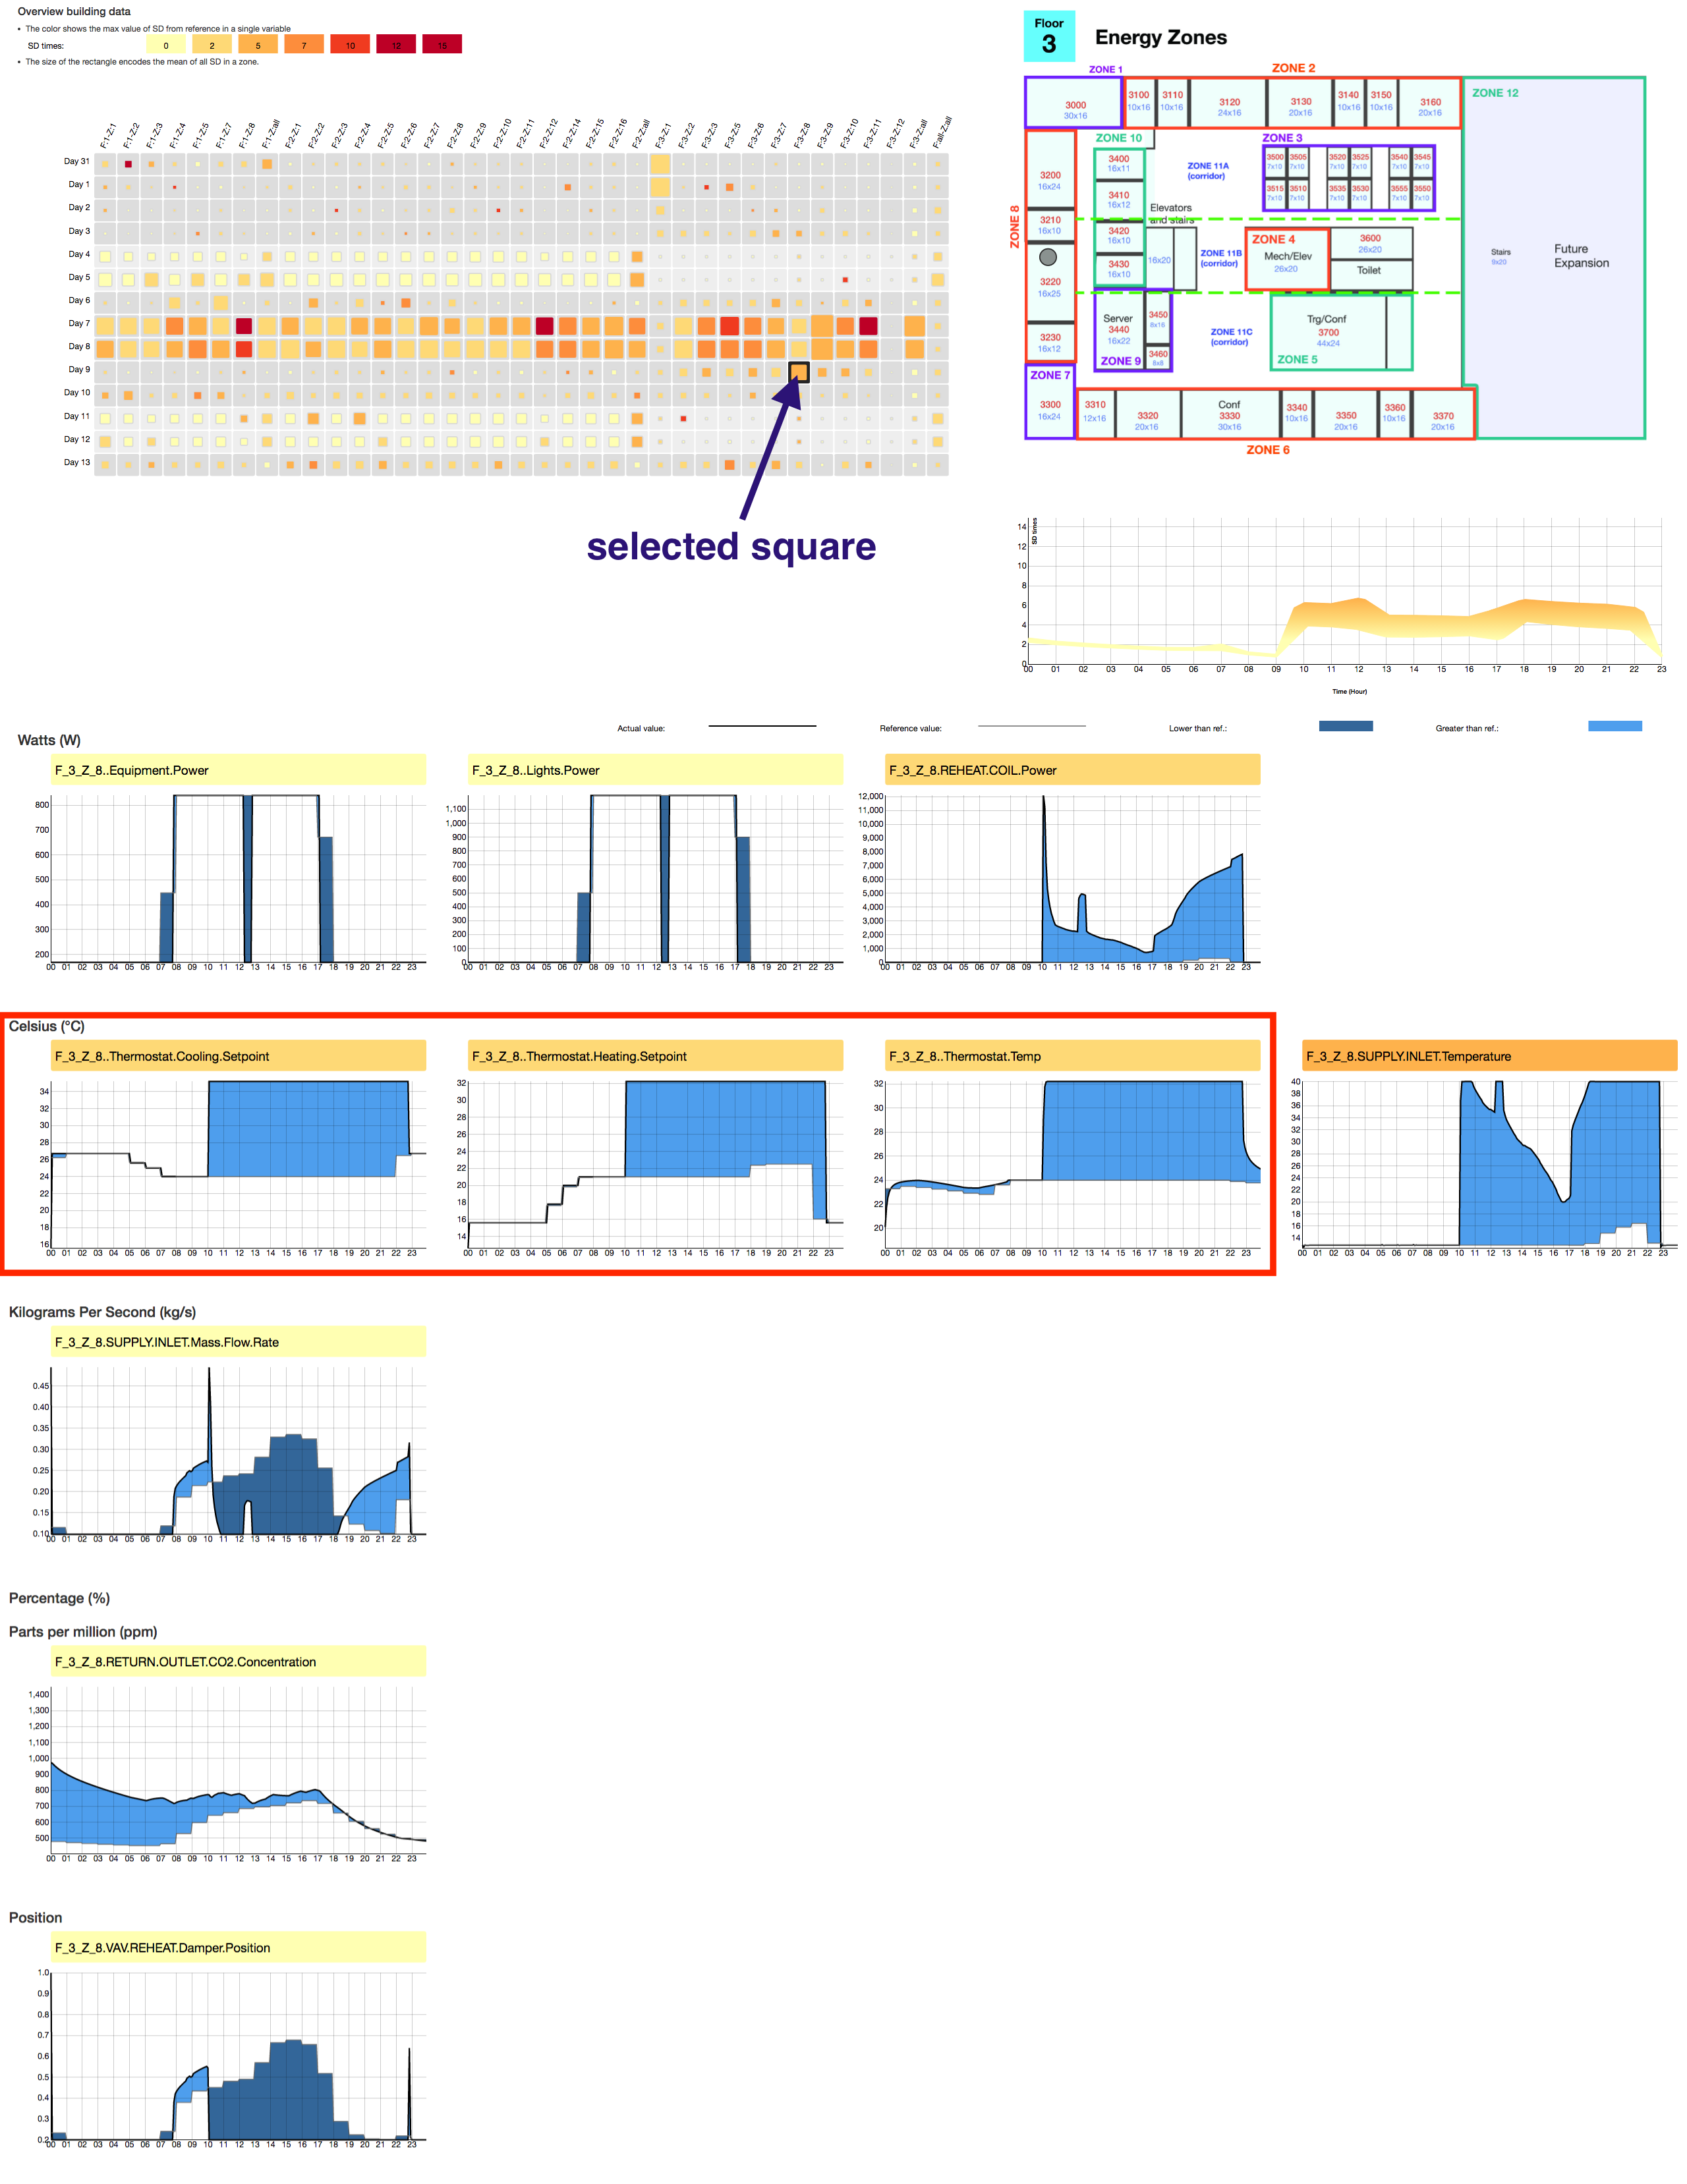 Overview building data
• The color shows the max value of SD from reference in a single variable
SD times: 0 2 5 7 10 12 15
• The size of the rectangle encodes the mean of all SD in a zone.
F:1-Z:1 F:1-Z:2 F:1-Z:3 F:1-Z:4 F:1-Z:5 F:1-Z:7 F:1-Z:8 F:1-Z:all F:2-Z:1 F:2-Z:2 F:2-Z:3 F:2-Z:4 F:2-Z:5 F:2-Z:6 F:2-Z:7 F:2-Z:8 F:2-Z:9 F:2-Z:10 F:2-Z:11 F:2-Z:12 F:2-Z:14 F:2-Z:15 F:2-Z:16 F:2-Z:all F:3-Z:1 F:3-Z:2 F:3-Z:3 F:3-Z:5 F:3-Z:6 F:3-Z:7 F:3-Z:8 F:3-Z:9 F:3-Z:10 F:3-Z:11 F:3-Z:12 F:3-Z:all F:all-Z:all
Day 31
Day 1
Day 2
Day 3
Day 4
Day 5
Day 6
Day 7
Day 8
Day 9
Day 10
Day 11
Day 12
Day 13
selected square
Floor
3
Energy Zones
ZONE 1
ZONE 2
3000
30x16
3100
10x16
3110
10x16
3120
24x16
3130
20x16
3140
10x16
3150
10x16
3160
20x16
ZONE 12
ZONE 10
ZONE 3
3400
16x11
3410
16x12
ZONE 11A
(corridor)
3500 3505 3520 3525 3540 3545
7x10 7x10 7x10 7x10 7x10 7x10
3515 3510 3535 3530 3555 3550
7x10 7x10 7x10 7x10 7x10 7x10
3200
16x24
ZONE 8
Elevators
and stairs
3210
16x10
3420
16x10
3430
16x10
16x20
ZONE 11B
(corridor)
ZONE 4
Mech/Elev
26x20
3600
26x20
Toilet
Stairs
9x20
Future
Expansion
3220
16x25
3230
16x12
Server
3440
16x22
ZONE 9
3450
8x16
3460
8x8
ZONE 11C
(corridor)
Trg/Conf
3700
44x24
ZONE 5
ZONE 7
3300
16x24
3310
12x16
3320
20x16
Conf
3330
30x16
3340
10x16
3350
20x16
3360
10x16
3370
20x16
ZONE 6
SD times
14
12
10
8
6
4
2
0
00 01 02 03 04 05 06 07 08 09 10 11 12 13 14 15 16 17 18 19 20 21 22 23
Time (Hour)
Actual value: Reference value: Lower than ref.: Greater than ref.:
Watts (W)
F_3_Z_8..Equipment.Power
800
700
600
500
400
300
200
00 01 02 03 04 05 06 07 08 09 10 11 12 13 14 15 16 17 18 19 20 21 22 23
F_3_Z_8..Lights.Power
1,100
1,000
900
800
700
600
500
400
300
200
100
0
00 01 02 03 04 05 06 07 08 09 10 11 12 13 14 15 16 17 18 19 20 21 22 23
F_3_Z_8.REHEAT.COIL.Power
12,000
11,000
10,000
9,000
8,000
7,000
6,000
5,000
4,000
3,000
2,000
1,000
0
00 01 02 03 04 05 06 07 08 09 10 11 12 13 14 15 16 17 18 19 20 21 22 23
Celsius (°C)
F_3_Z_8..Thermostat.Cooling.Setpoint
34
32
30
28
26
24
22
20
18
16
00 01 02 03 04 05 06 07 08 09 10 11 12 13 14 15 16 17 18 19 20 21 22 23
F_3_Z_8..Thermostat.Heating.Setpoint
32
30
28
26
24
22
20
18
16
14
00 01 02 03 04 05 06 07 08 09 10 11 12 13 14 15 16 17 18 19 20 21 22 23
F_3_Z_8..Thermostat.Temp
32
30
28
26
24
22
20
00 01 02 03 04 05 06 07 08 09 10 11 12 13 14 15 16 17 18 19 20 21 22 23
F_3_Z_8.SUPPLY.INLET.Temperature
40
38
36
34
32
30
28
26
24
22
20
18
16
14
00 01 02 03 04 05 06 07 08 09 10 11 12 13 14 15 16 17 18 19 20 21 22 23
Kilograms Per Second (kg/s)
F_3_Z_8.SUPPLY.INLET.Mass.Flow.Rate
0.45
0.40
0.35
0.30
0.25
0.20
0.15
0.10
00 01 02 03 04 05 06 07 08 09 10 11 12 13 14 15 16 17 18 19 20 21 22 23
Percentage (%)
Parts per million (ppm)
F_3_Z_8.RETURN.OUTLET.CO2.Concentration
1,400
1,300
1,200
1,100
1,000
900
800
700
600
500
00 01 02 03 04 05 06 07 08 09 10 11 12 13 14 15 16 17 18 19 20 21 22 23
Position
F_3_Z_8.VAV.REHEAT.Damper.Position
1.0
0.9
0.8
0.7
0.6
0.5
0.4
0.3
0.2
00 01 02 03 04 05 06 07 08 09 10 11 12 13 14 15 16 17 18 19 20 21 22 23